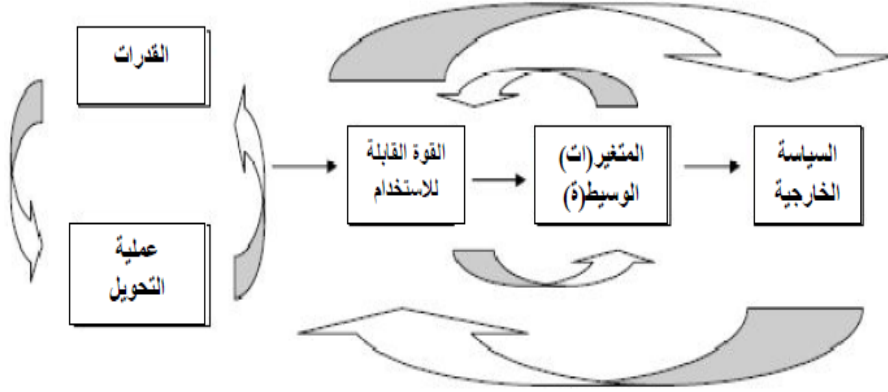 القدرات
عملية
التحويل
القوة القابلة
للاستخدام
المتغير(ات)
الوسيط(ة)
السياسة
الخارجية